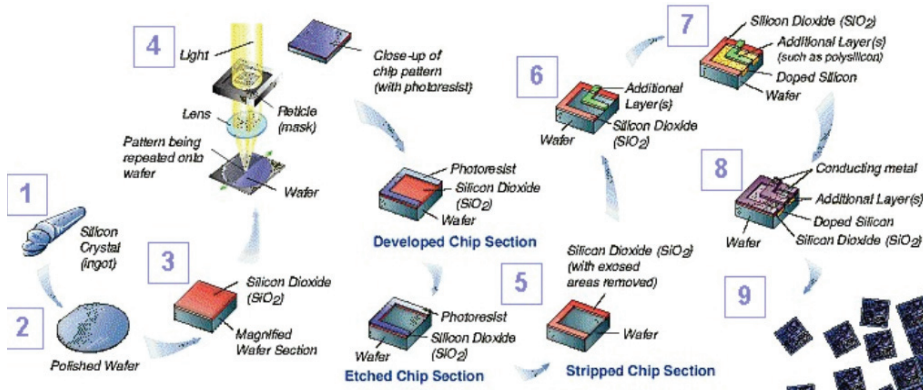 1
Silicon
Crystal
(ingot)
2
Polished Wafer
3
Silicon Dioxide
(SiO2)
Magnified
Wafer Section
4
Light
Reticle
(mask)
Lens
Pattern being
repeated onto
wafer
Wafer
Close-up of
chip pattern
(with photoresist)
Photoresist
Silicon Dioxide
(SiO2)
Wafer
Developed Chip Section
Photoresist
Silicon Dioxide
(SiO2)
Wafer
Etched Chip Section
5
Silicon Dioxide (SiO2)
(with exposed
areas removed)
Wafer
Stripped Chip Section
6
Additional
Layer(s)
Silicon Dioxide
(SiO2)
Wafer
7
Silicon Dioxide (SiO2)
Additional Layer(s)
(such as polysilicon)
Doped Silicon
Wafer
8
Conducting metal
Additional Layer(s)
Doped Silicon
Silicon Dioxide (SiO2)
Wafer
9